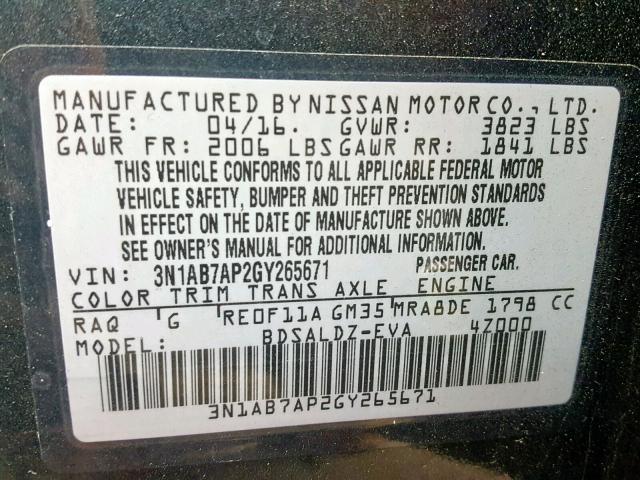 MANUFACTURED BY NISSAN MOTOR CO., LTD.
DATE: 04/16. GVWR: 3823 LBS
GAWR FR: 2006 LBS GAWR RR: 1841 LBS
THIS VEHICLE CONFORMS TO ALL APPLICABLE FEDERAL MOTOR
VEHICLE SAFETY, BUMPER AND THEFT PREVENTION STANDARDS
IN EFFECT ON THE DATE OF MANUFACTURE SHOWN ABOVE.
SEE OWNER'S MANUAL FOR ADDITIONAL INFORMATION.
VIN: 3N1AB7AP2GY265671 PASSENGER CAR.
COLOR TRIM TRANS AXLE ENGINE
RAQ G RE0F11A GM35 MRA8DE 1798 CC
MODEL: BDSALDZ-EVA 4Z000
3N1AB7AP2GY265671